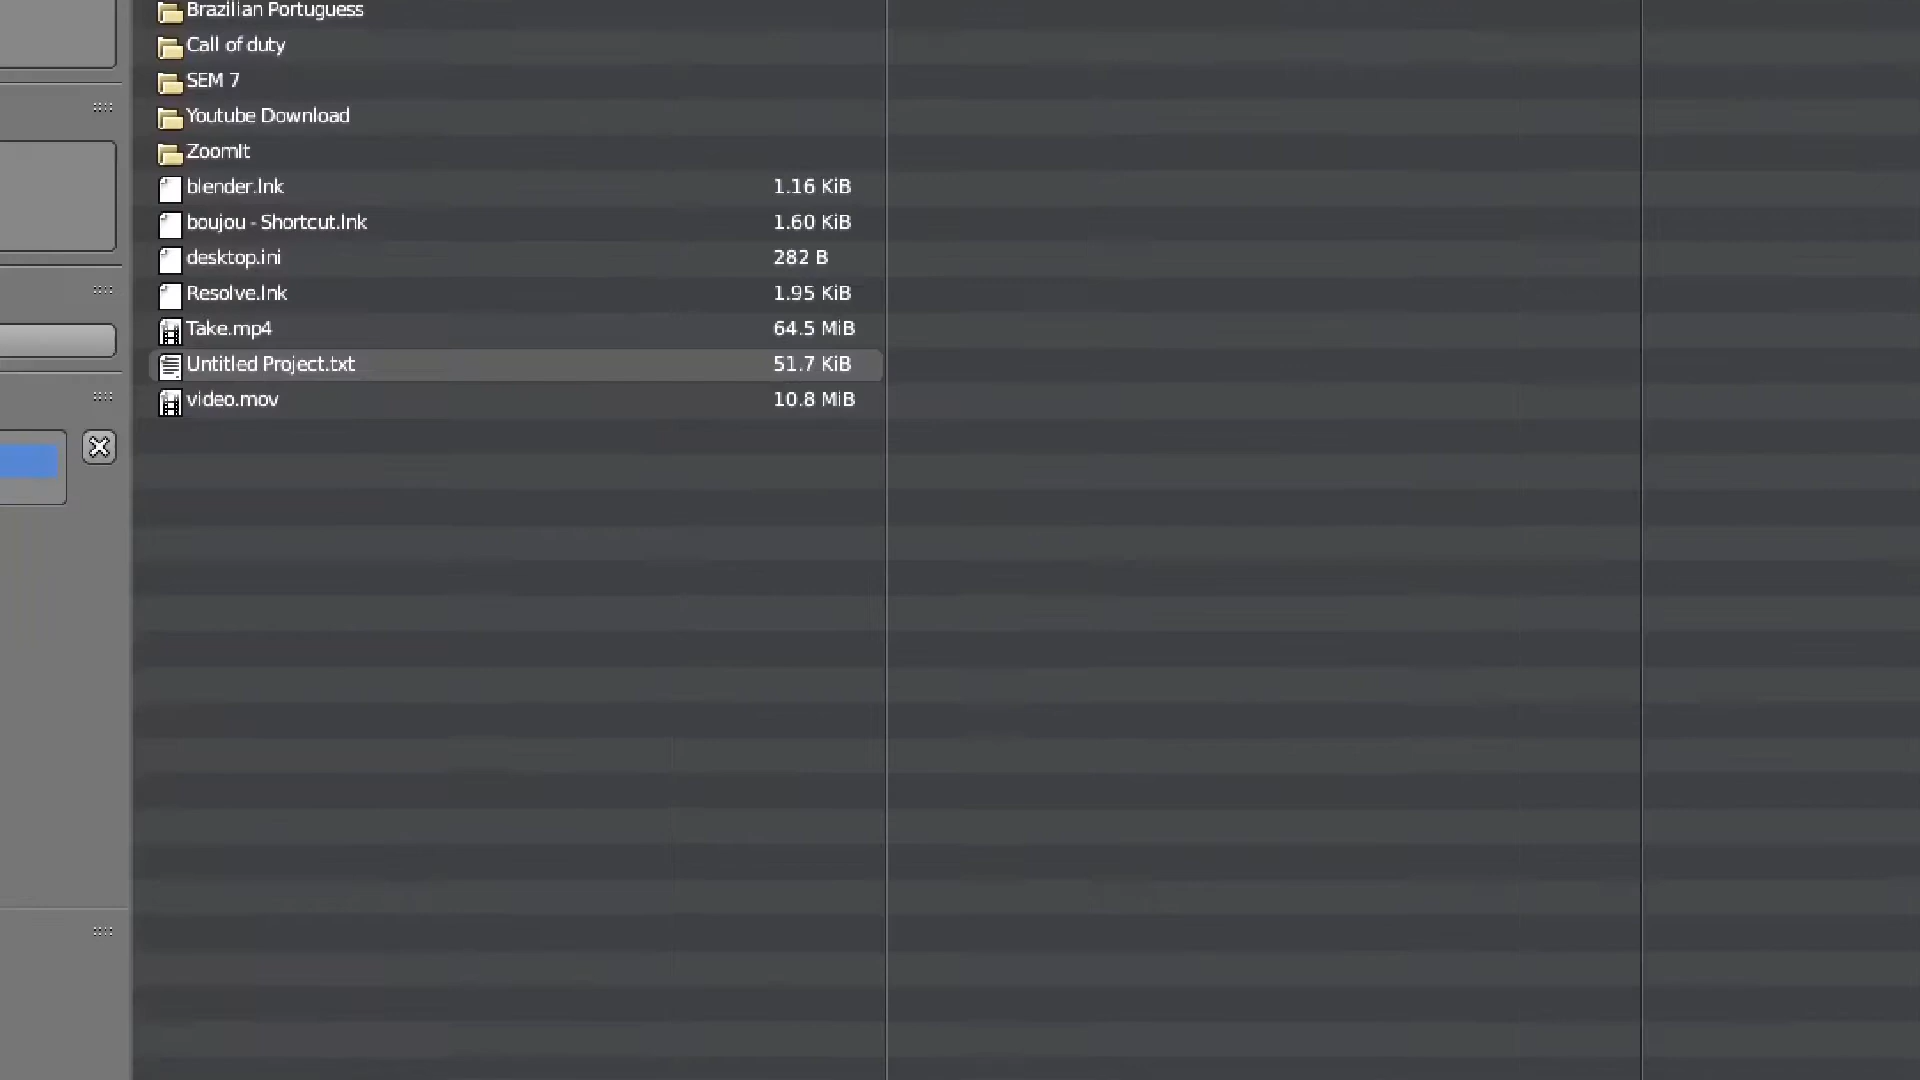 Brazilian Portuguess
Call of duty
SEM 7
Youtube Download
ZoomIt
blender.lnk 1.16 KiB
boujou - Shortcut.lnk 1.60 KiB
desktop.ini 282 B
Resolve.lnk 1.95 KiB
Take.mp4 64.5 MiB
Untitled Project.txt 51.7 KiB
video.mov 10.8 MiB